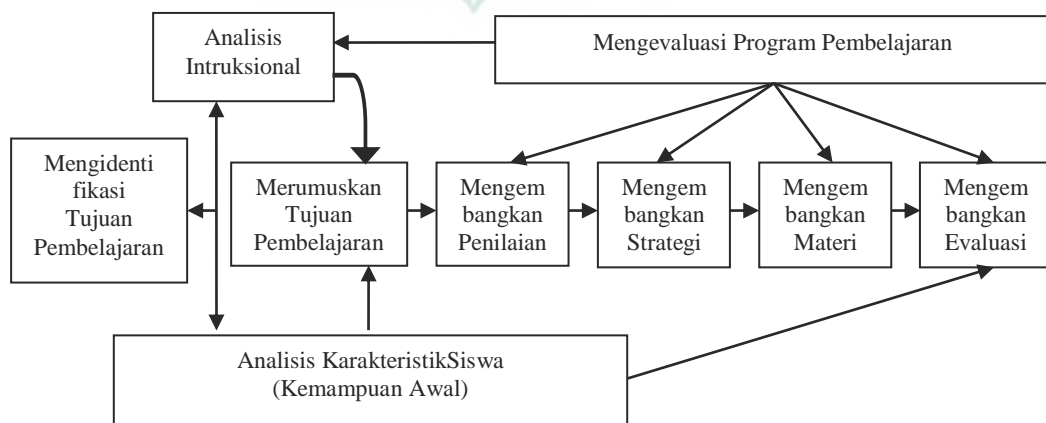 Analisis
Intruksional
Mengevaluasi Program Pembelajaran
Mengidenti
fikasi
Tujuan
Pembelajaran
Merumuskan
Tujuan
Pembelajaran
Mengem
bangkan
Penilaian
Mengem
bangkan
Strategi
Mengem
bangkan
Materi
Mengem
bangkan
Evaluasi
Analisis KarakteristikSiswa
(Kemampuan Awal)